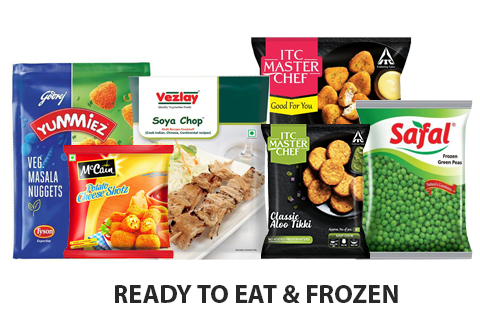 Godrej
YUMMIEZ
VEG.
MASALA
NUGGETS
Tyson
McCain
Potato
Cheese Shotz
Vezlay
Soya Chop
ITC
MASTER
CHEF
Good For You
ITC
MASTER
CHEF
Classic
Aloo Tikki
Safal
Frozen
Green Peas
READY TO EAT & FROZEN